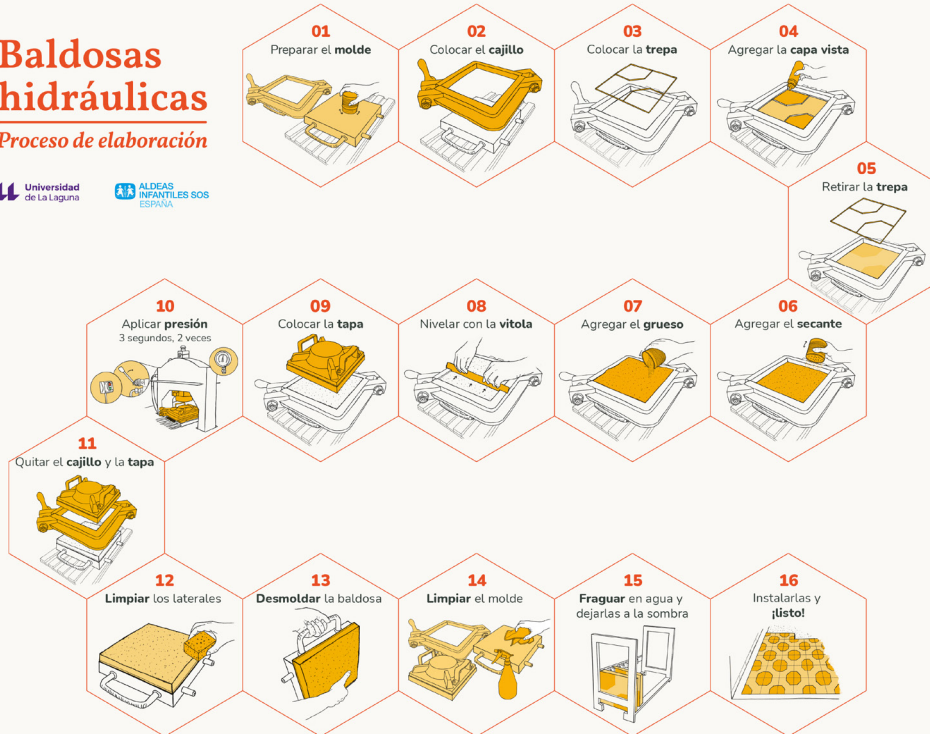 Baldosas
hidráulicas
Proceso de elaboración
Universidad
de La Laguna
ALDEAS
INFANTILES SOS
ESPAÑA
01
Preparar el molde
02
Colocar el cajillo
03
Colocar la trepa
04
Agregar la capa vista
05
Retirar la trepa
06
Agregar el secante
07
Agregar el grueso
08
Nivelar con la vitola
09
Colocar la tapa
10
Aplicar presión
3 segundos, 2 veces
11
Quitar el cajillo y la tapa
12
Limpiar los laterales
13
Desmoldar la baldosa
14
Limpiar el molde
15
Fraguar en agua y
dejarlas a la sombra
16
Instalarlas y
¡listo!